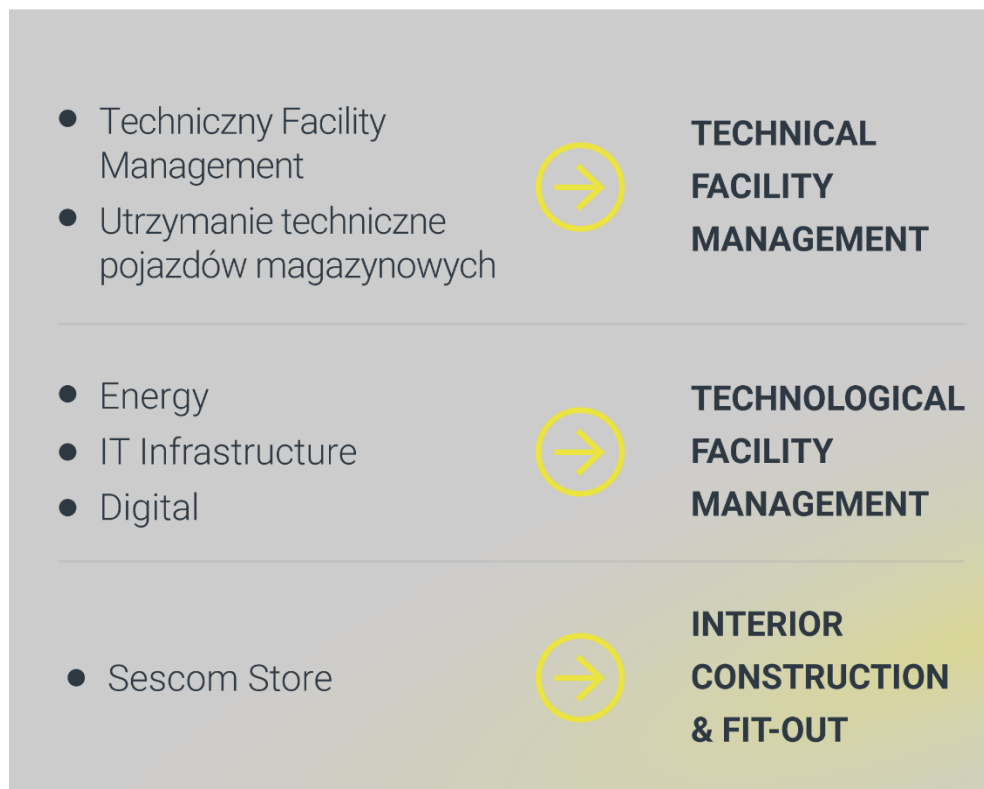 Techniczny Facility
Management
Utrzymanie techniczne
pojazdów magazynowych
TECHNICAL
FACILITY
MANAGEMENT
Energy
IT Infrastructure
Digital
TECHNOLOGICAL
FACILITY
MANAGEMENT
Sescom Store
INTERIOR
CONSTRUCTION
& FIT-OUT